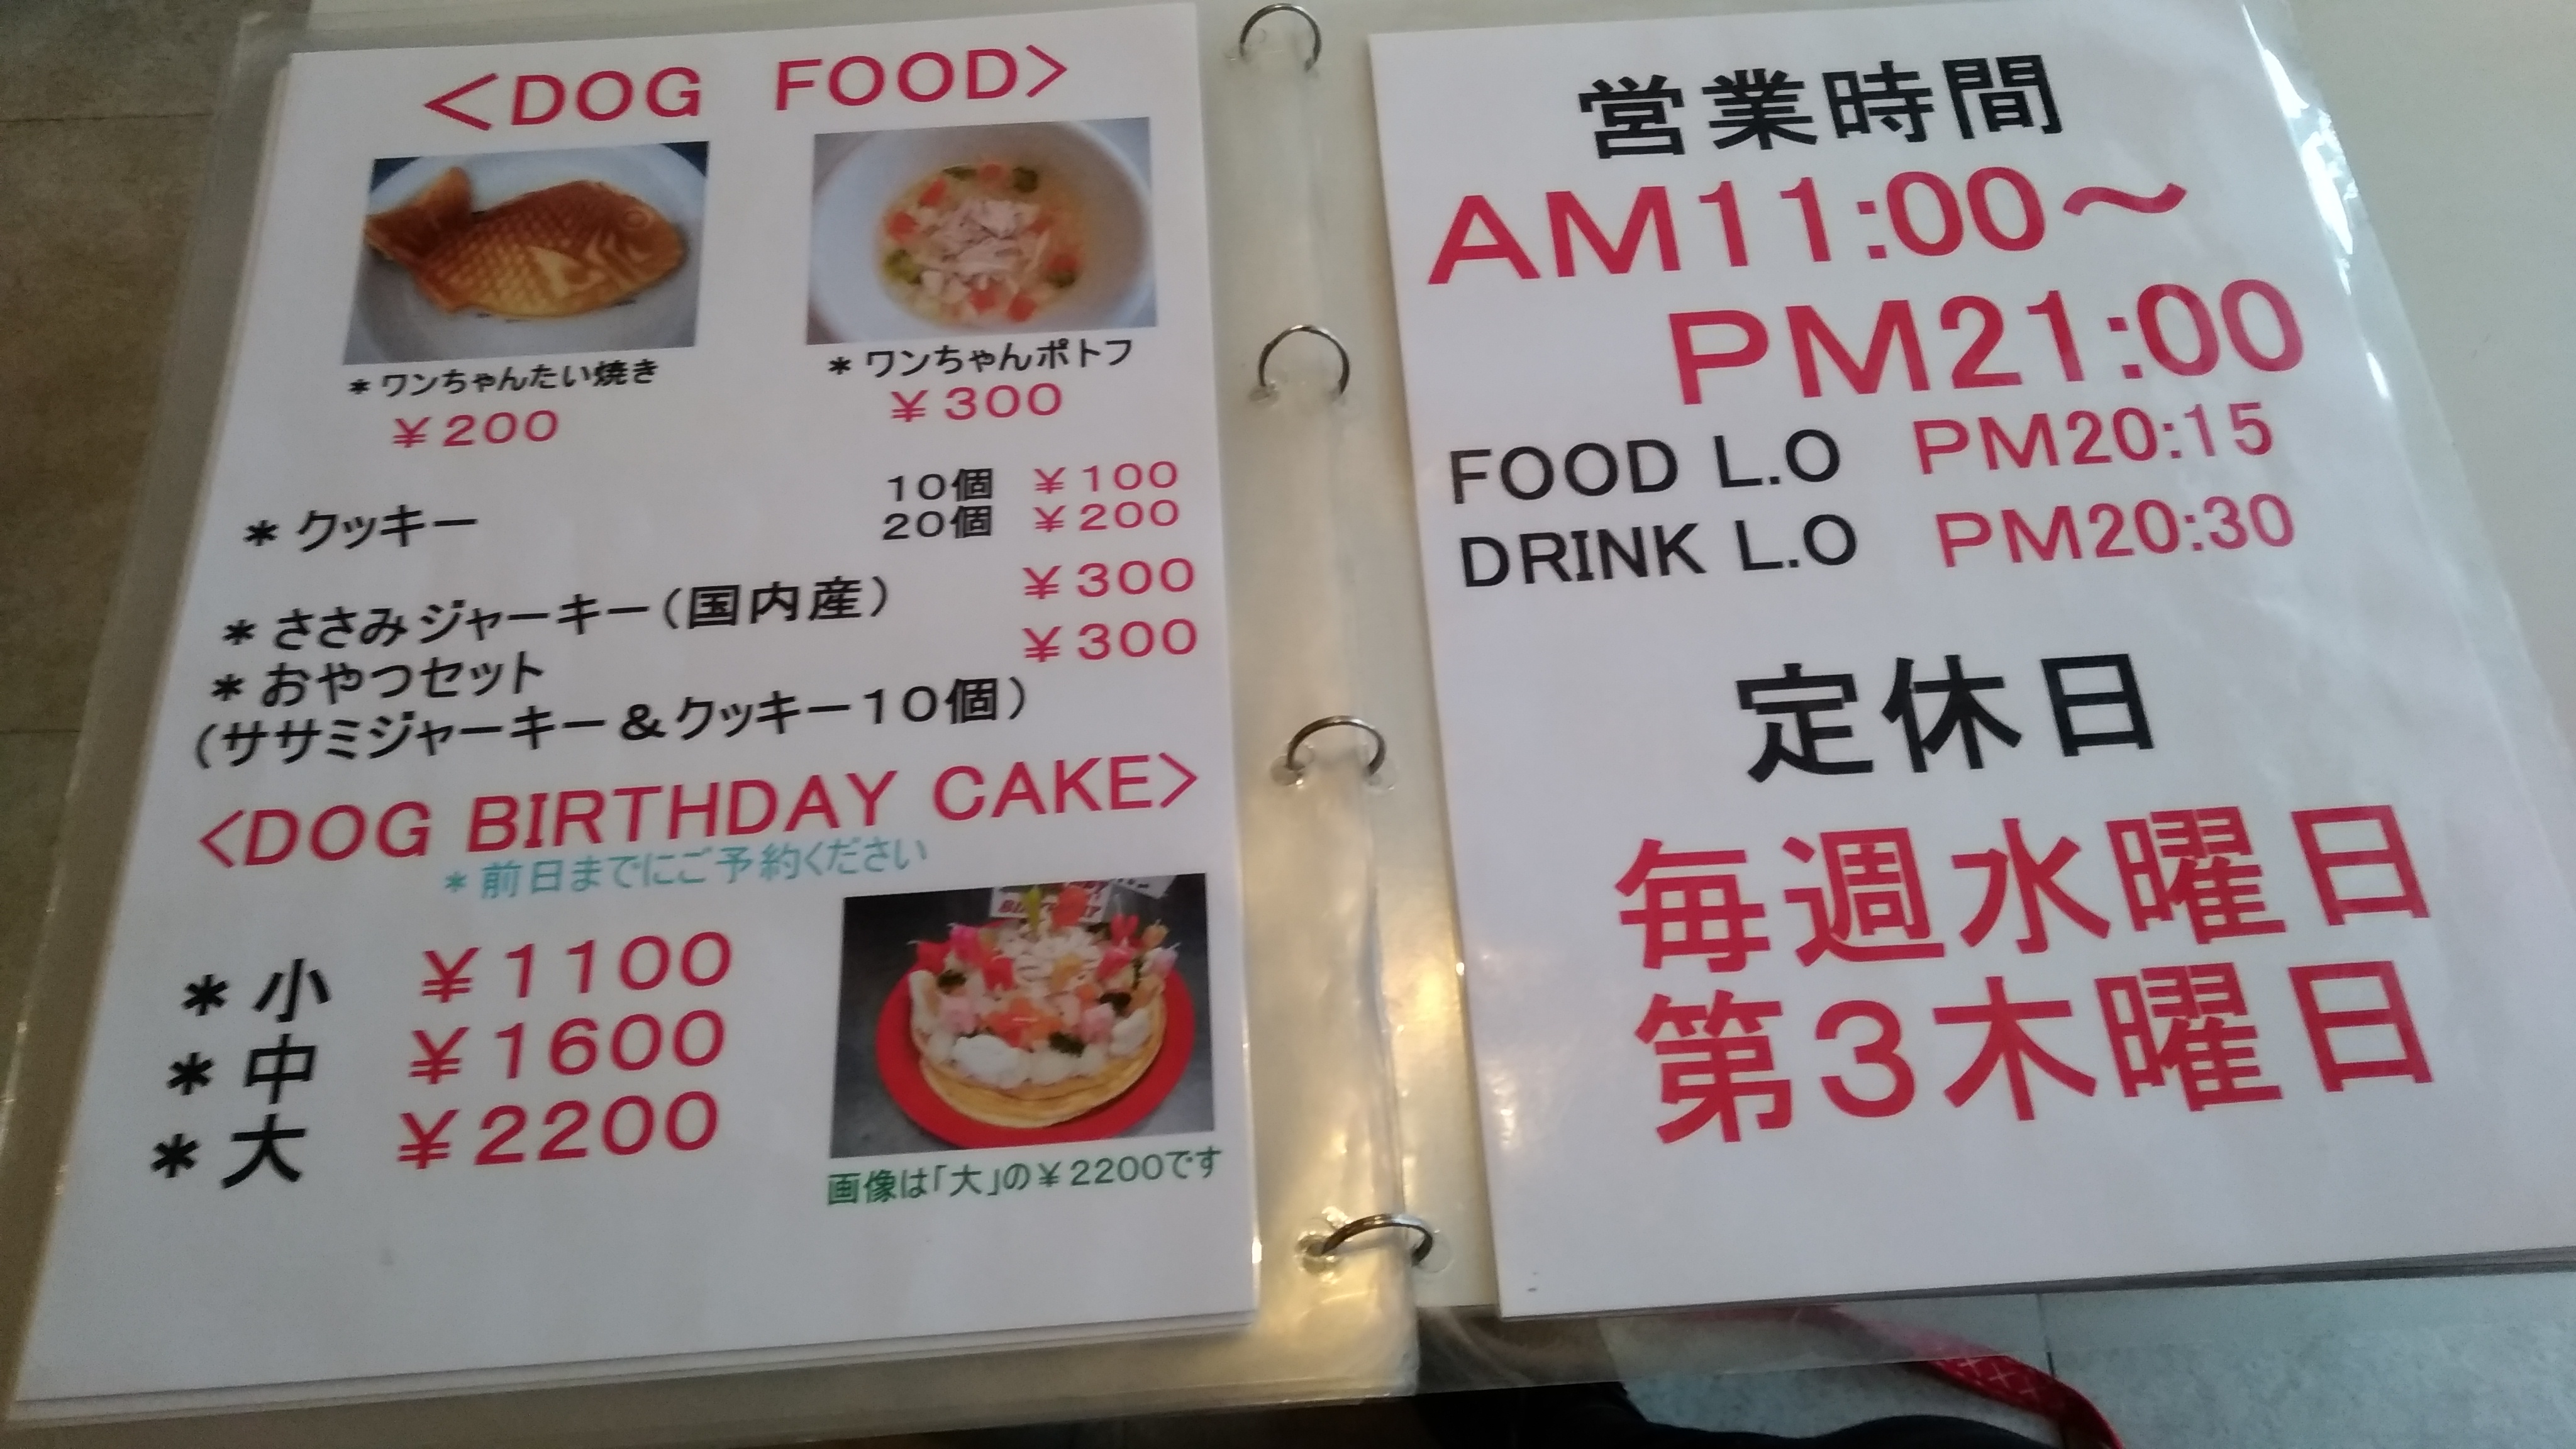 <DOG FOOD>
＊ワンちゃんたい焼き
￥200
＊ワンちゃんポトフ
￥300
＊クッキー
10個 ￥100
20個 ￥200
＊ささみジャーキー(国内産) ￥300
＊おやつセット ￥300
(ササミジャーキー＆クッキー10個)
<DOG BIRTHDAY CAKE>
＊前日までにご予約ください
＊小 ￥1100
＊中 ￥1600
＊大 ￥2200
画像は「大」の￥2200です
営業時間
AM11:00～
PM21:00
FOOD L.O PM20:15
DRINK L.O PM20:30
定休日
毎週水曜日
第3木曜日